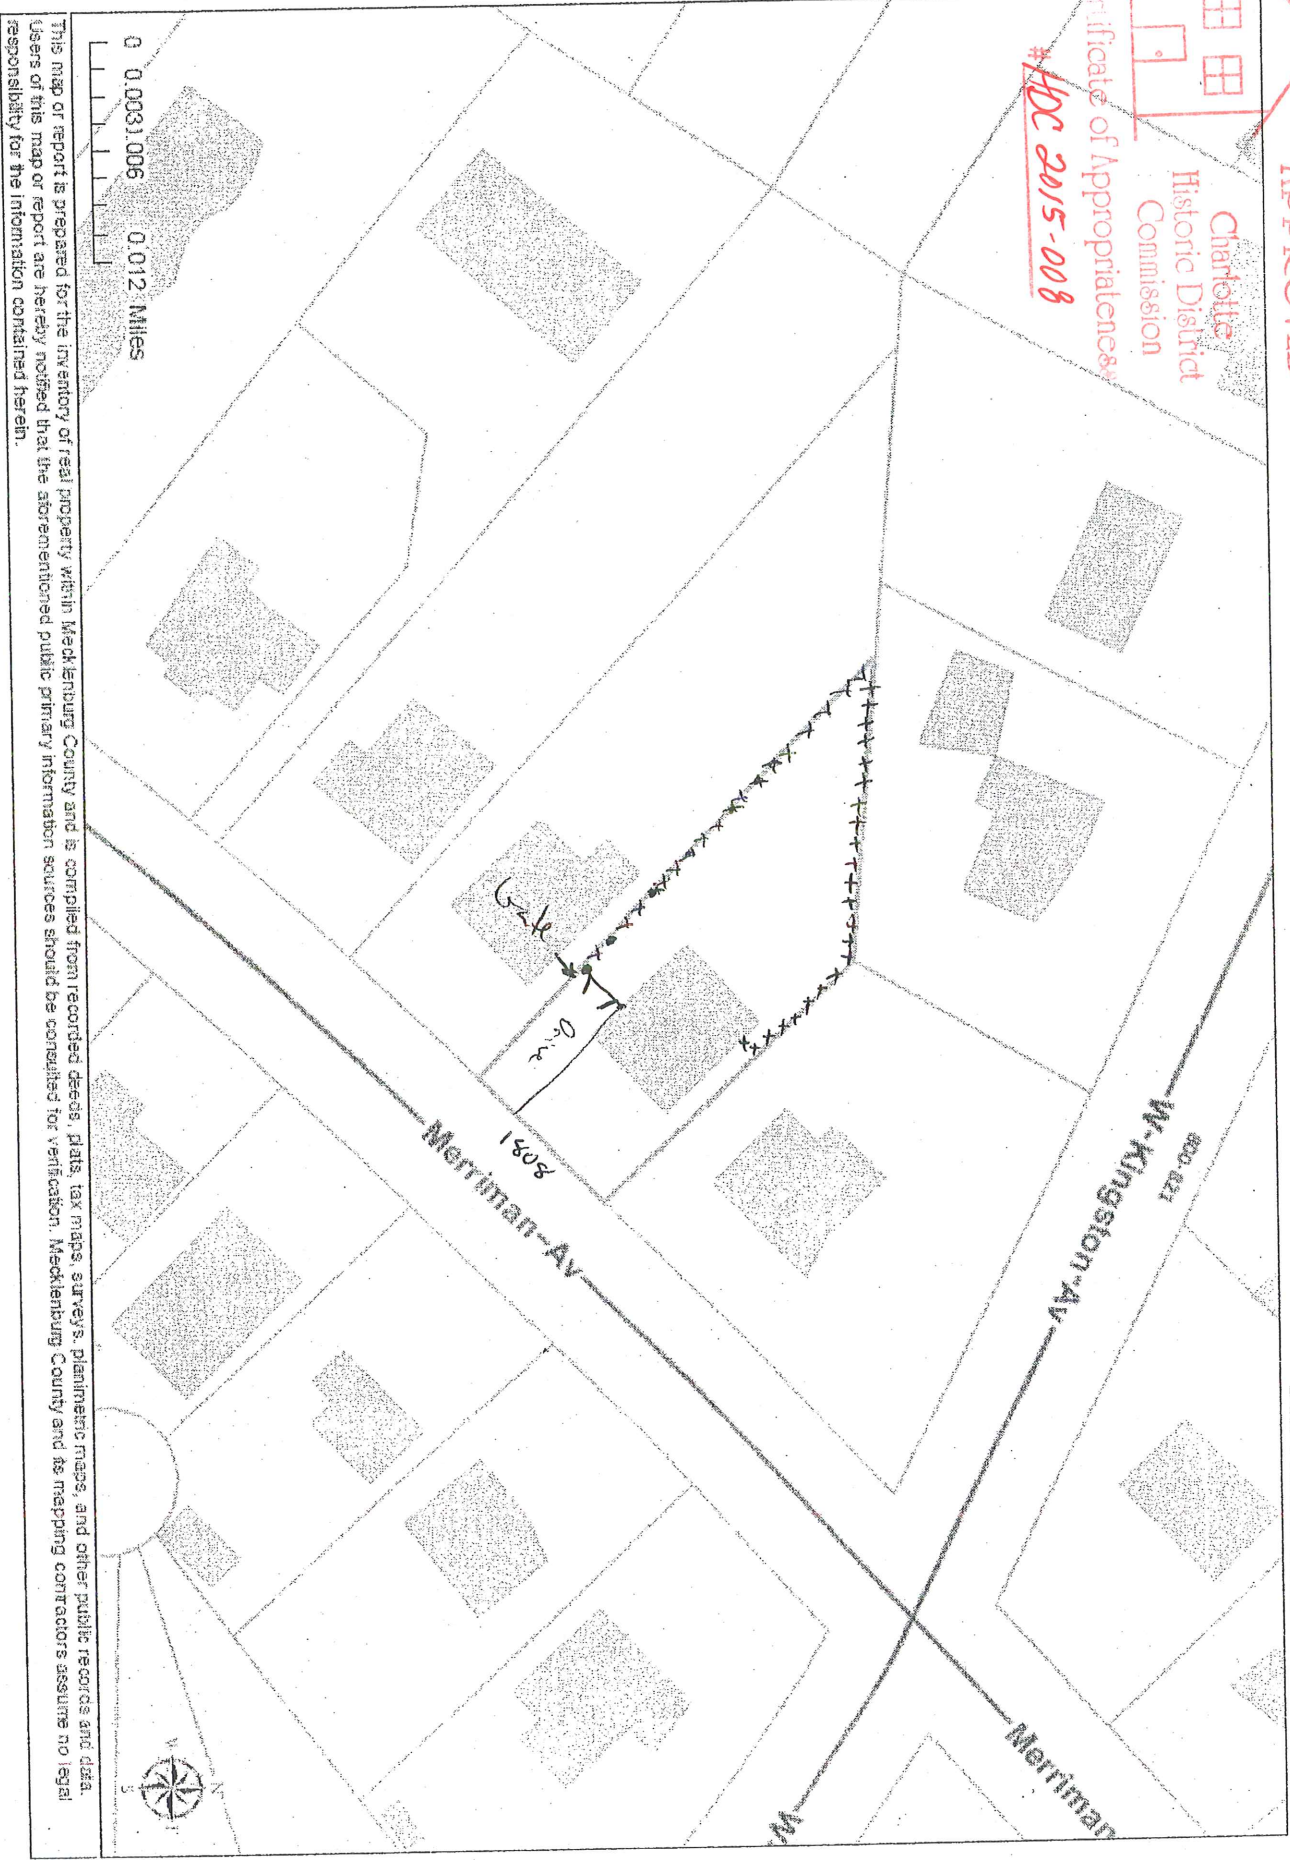 Charlotte
Historic District
Commission
tificate of Appropriateness
#HDC 2015-008
W-Kingston-Av
800-821
W
Merriman
Merriman-Av
1808
Drive
Gate
0 0.0031.006 0.012 Miles
N
W
S
This map or report is prepared for the inventory of real property within Mecklenburg County and is compiled from recorded deeds, plats, tax maps, surveys, planimetric maps, and other public records and data.
Users of this map or report are hereby notified that the aforementioned public primary information sources should be consulted for verification. Mecklenburg County and its mapping contractors assume no legal
responsibility for the information contained herein.